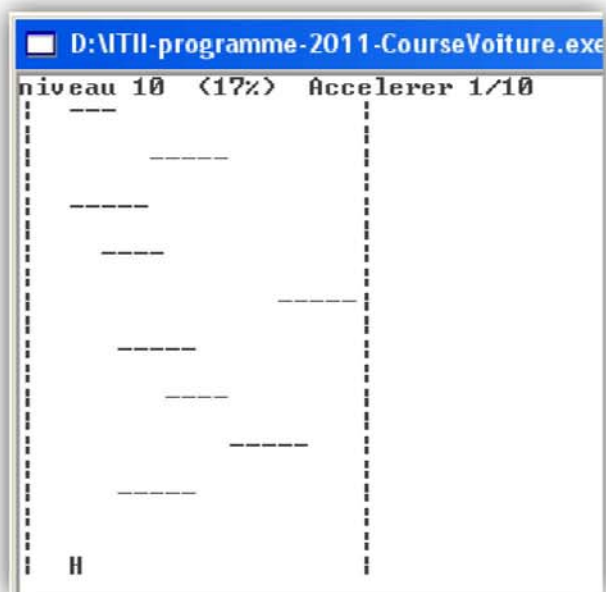 D:\ITII-programme-2011-CourseVoiture.exe
niveau 10 (17%) Accelerer 1/10
H